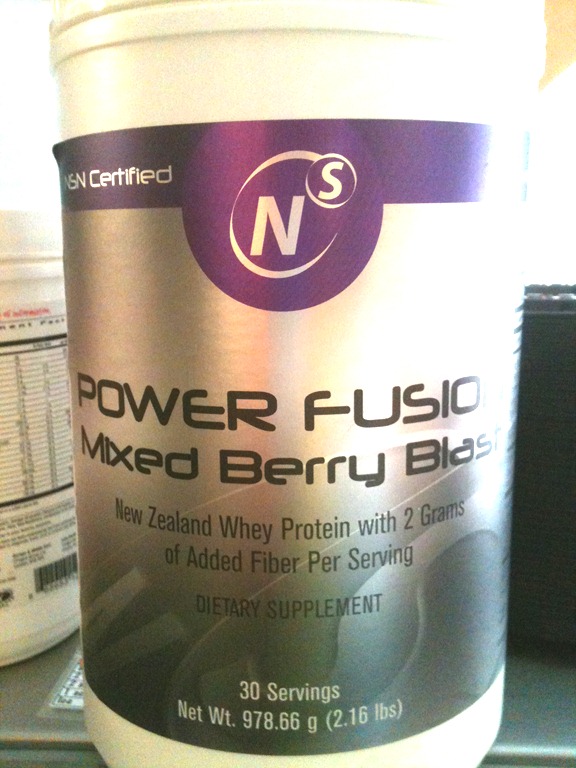 NSN Certified
NS
POWER FUSIO
Mixed Berry Blast
New Zealand Whey Protein with 2 Grams
of Added Fiber Per Serving
DIETARY SUPPLEMENT
30 Servings
Net Wt. 978.66 g (2.16 lbs)